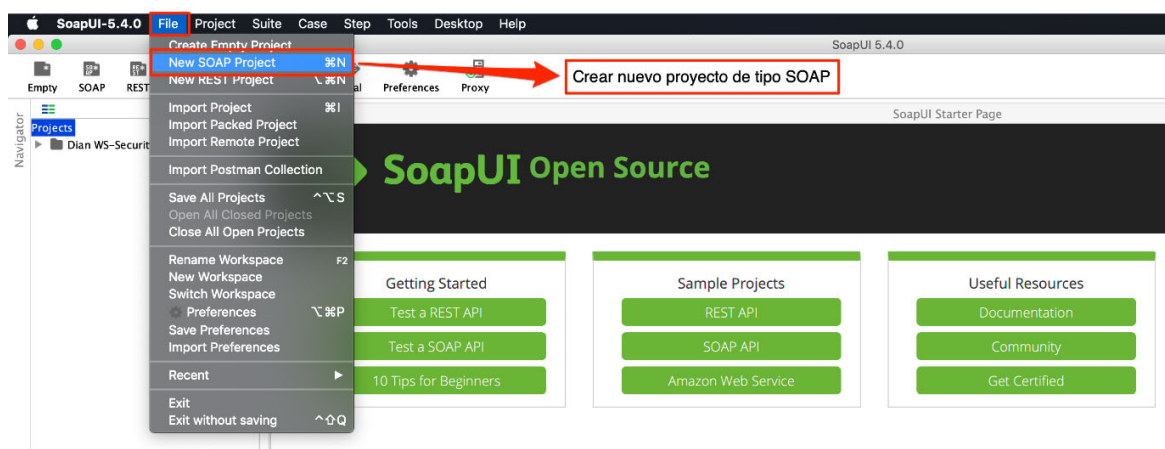 SoapUI-5.4.0 File Project Suite Case Step Tools Desktop Help
SoapUI 5.4.0
Create Empty Project
New SOAP Project ⌘N
New REST Project ⌥⌘N
Import Project ⌘I
Import Packed Project
Import Remote Project
Import Postman Collection
Save All Projects ^⌥S
Open All Closed Projects
Close All Open Projects
Rename Workspace F2
New Workspace
Switch Workspace
Preferences ⌥⌘P
Save Preferences
Import Preferences
Recent
Exit
Exit without saving ^⇧Q
Empty SOAP REST al Preferences Proxy
Crear nuevo proyecto de tipo SOAP
Navigator
Projects
Dian WS-Securit
SoapUI Starter Page
SoapUI Open Source
Getting Started
Test a REST API
Test a SOAP API
10 Tips for Beginners
Sample Projects
REST API
SOAP API
Amazon Web Service
Useful Resources
Documentation
Community
Get Certified